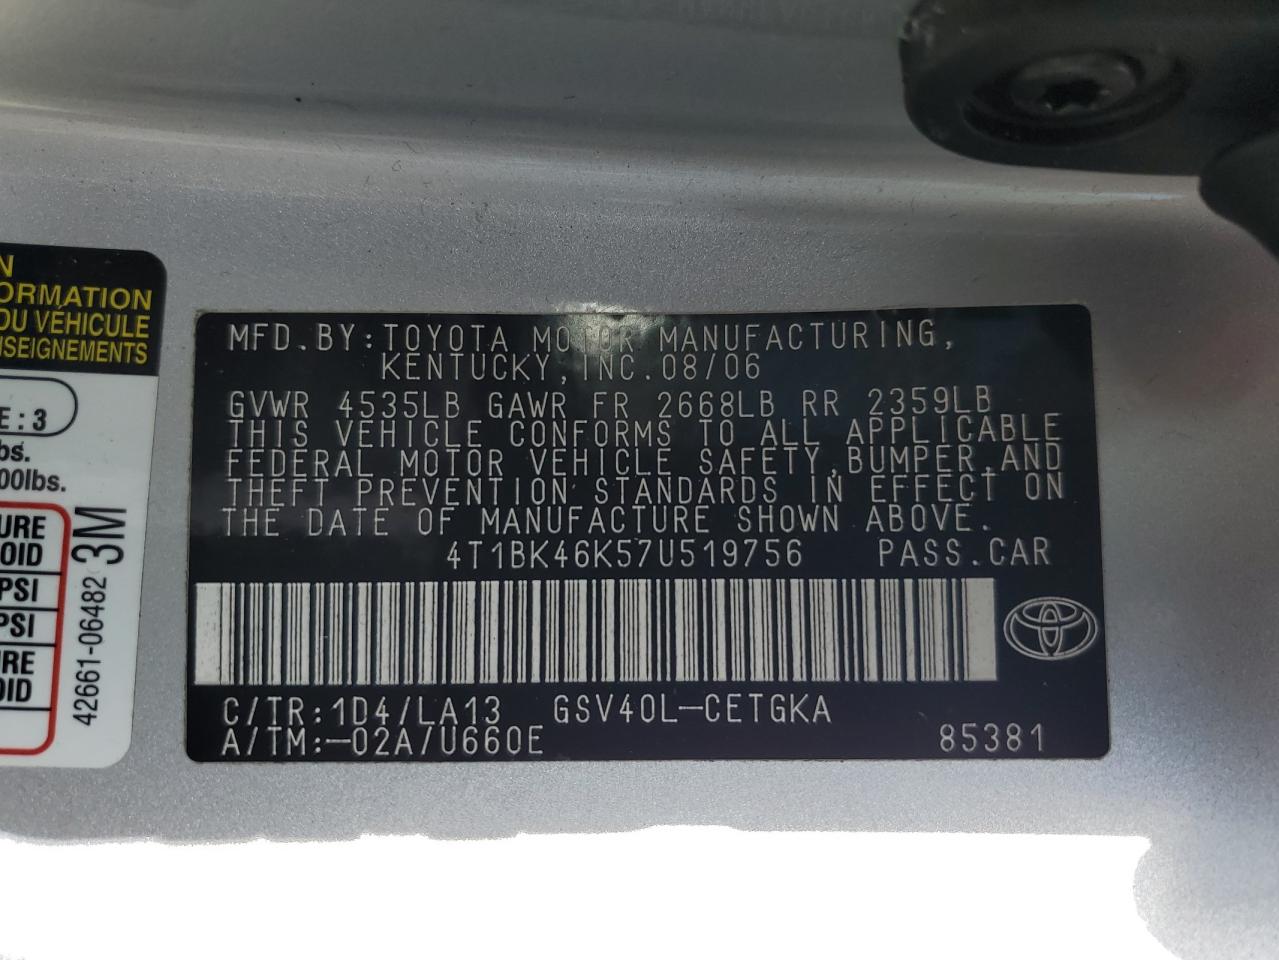 N
ORMATION
DU VÉHICULE
NSEIGNEMENTS
E : 3
bs.
00lbs.
URE
OID
PSI
PSI
URE
OID
42661-06482 3M
MFD.BY:TOYOTA MOTOR MANUFACTURING,
KENTUCKY,INC.08/06
GVWR 4535LB GAWR FR 2668LB RR 2359LB
THIS VEHICLE CONFORMS TO ALL APPLICABLE
FEDERAL MOTOR VEHICLE SAFETY,BUMPER,AND
THEFT PREVENTION STANDARDS IN EFFECT ON
THE DATE OF MANUFACTURE SHOWN ABOVE.
4T1BK46K57U519756 PASS.CAR
C/TR:1D4/LA13 GSV40L-CETGKA
A/TM:-02A/U660E 85381